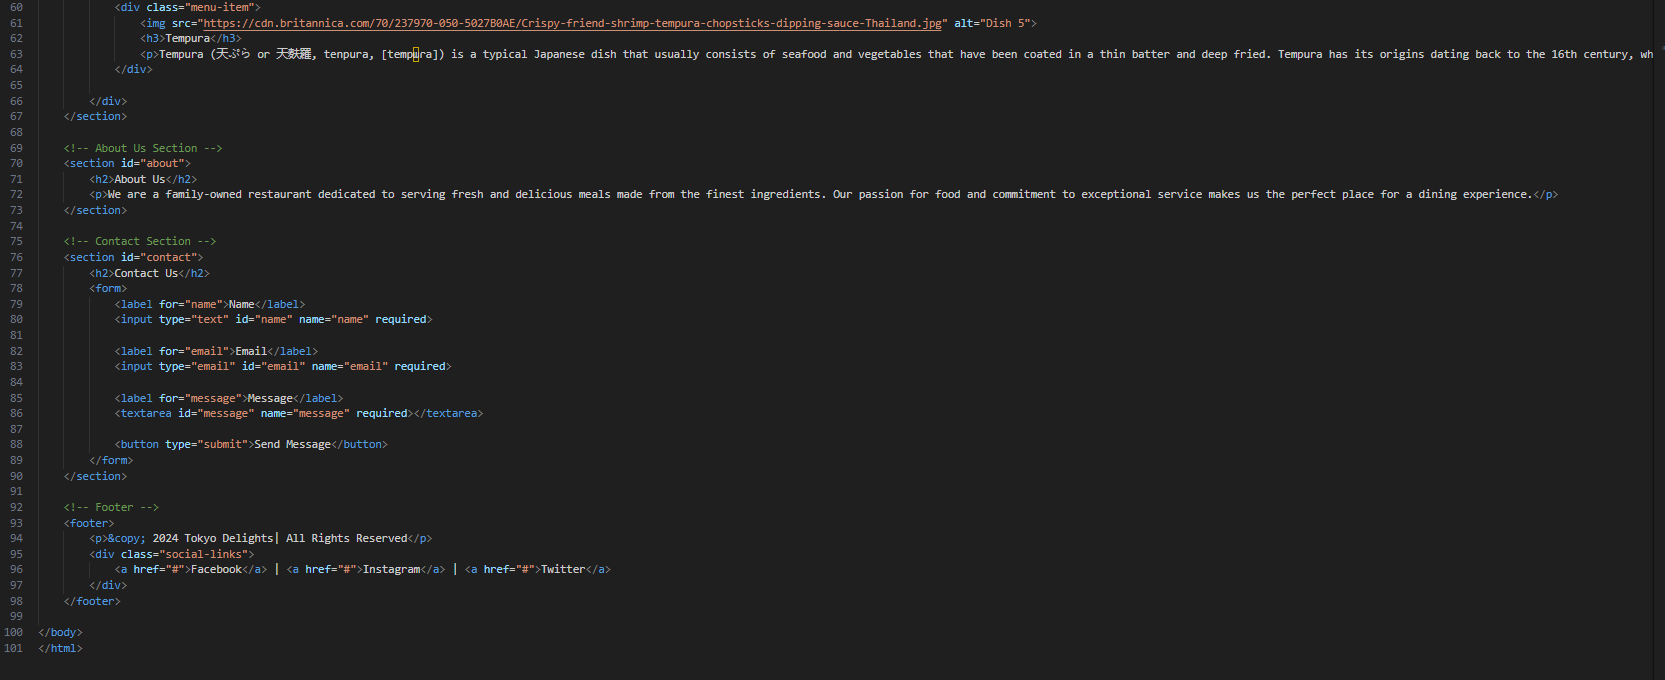 60 <div class="menu-item">
61 <img src="https://cdn.britannica.com/70/237970-050-5027B0AE/Crispy-friend-shrimp-tempura-chopsticks-dipping-sauce-Thailand.jpg" alt="Dish 5">
62 <h3>Tempura</h3>
63 <p>Tempura (天ぷら or 天麩羅, tenpura, [tempɯra]) is a typical Japanese dish that usually consists of seafood and vegetables that have been coated in a thin batter and deep fried. Tempura has its origins dating back to the 16th century, wh
64 </div>
65
66 </div>
67 </section>
68
69 <!-- About Us Section -->
70 <section id="about">
71 <h2>About Us</h2>
72 <p>We are a family-owned restaurant dedicated to serving fresh and delicious meals made from the finest ingredients. Our passion for food and commitment to exceptional service makes us the perfect place for a dining experience.</p>
73 </section>
74
75 <!-- Contact Section -->
76 <section id="contact">
77 <h2>Contact Us</h2>
78 <form>
79 <label for="name">Name</label>
80 <input type="text" id="name" name="name" required>
81
82 <label for="email">Email</label>
83 <input type="email" id="email" name="email" required>
84
85 <label for="message">Message</label>
86 <textarea id="message" name="message" required></textarea>
87
88 <button type="submit">Send Message</button>
89 </form>
90 </section>
91
92 <!-- Footer -->
93 <footer>
94 <p>&copy; 2024 Tokyo Delights| All Rights Reserved</p>
95 <div class="social-links">
96 <a href="#">Facebook</a> | <a href="#">Instagram</a> | <a href="#">Twitter</a>
97 </div>
98 </footer>
99
100 </body>
101 </html>